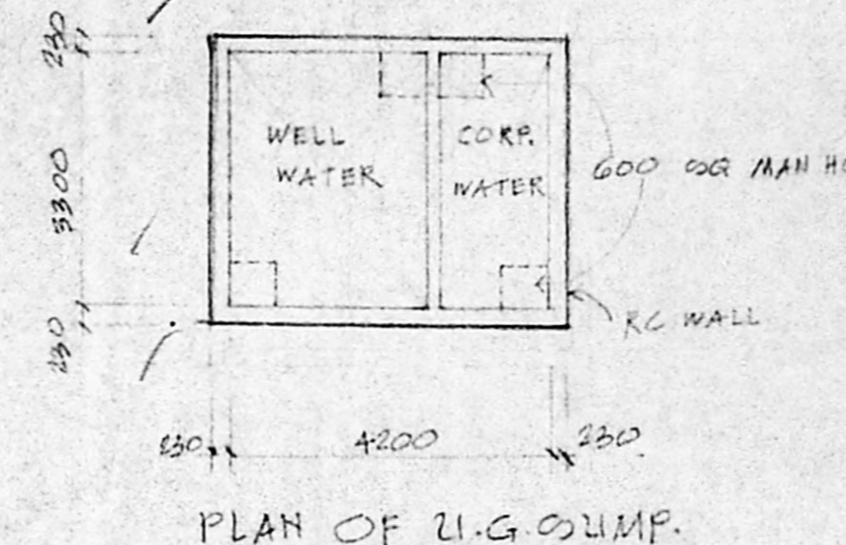 230
3300
230
WELL
WATER
CORP.
WATER
600 SQ MAN HO
RC WALL
230 4200 230
PLAN OF U.G.SUMP.